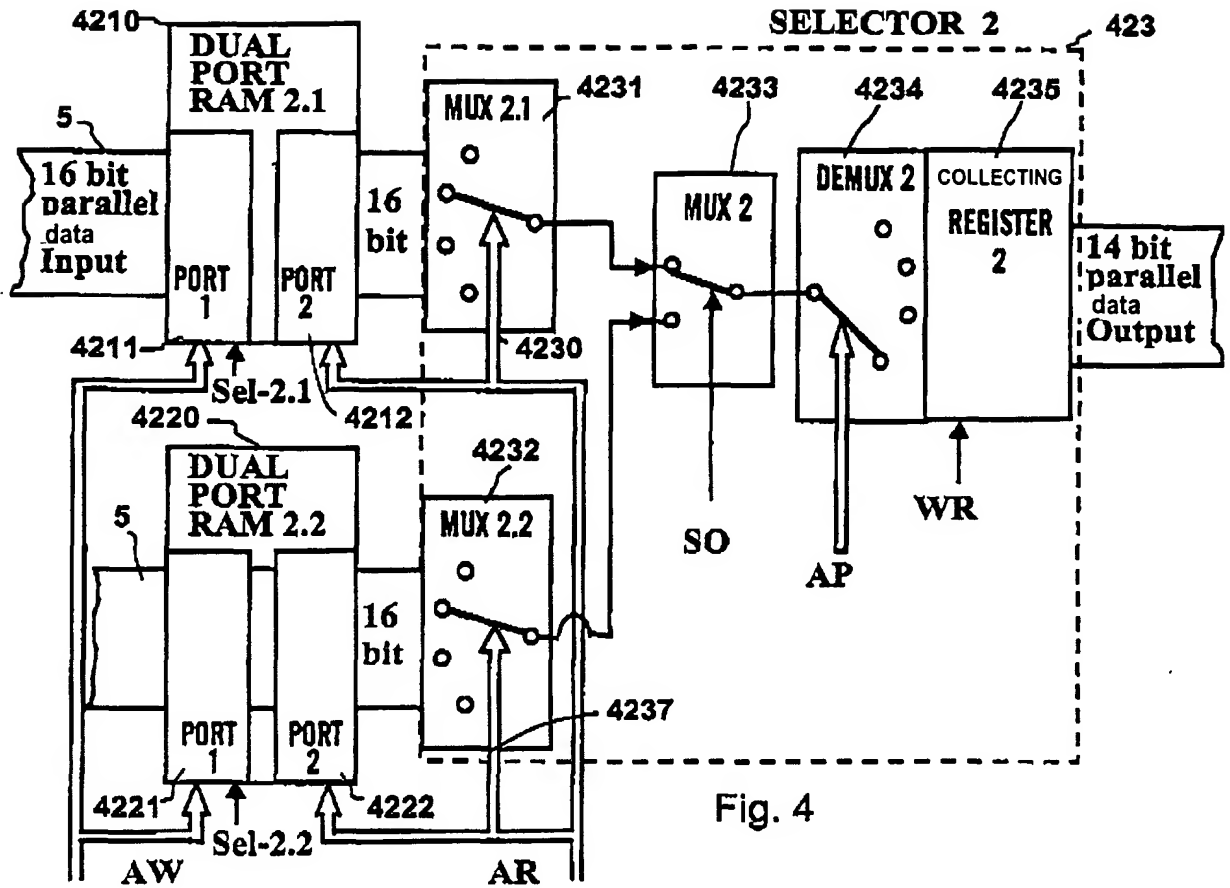 4210
SELECTOR 2
423
DUAL
PORT
RAM 2.1
5
16 bit
parallel
data
Input
PORT
1
PORT
2
16
bit
MUX 2.1
4231
4233
4234
4235
MUX 2
DEMUX 2
COLLECTING
REGISTER
2
14 bit
parallel
data
Output
4211
Sel-2.1
4212
4230
4220
DUAL
PORT
RAM 2.2
5
4232
MUX 2.2
16
bit
SO
AP
WR
PORT
1
PORT
2
4237
4221
Sel-2.2
4222
AW
AR
Fig. 4